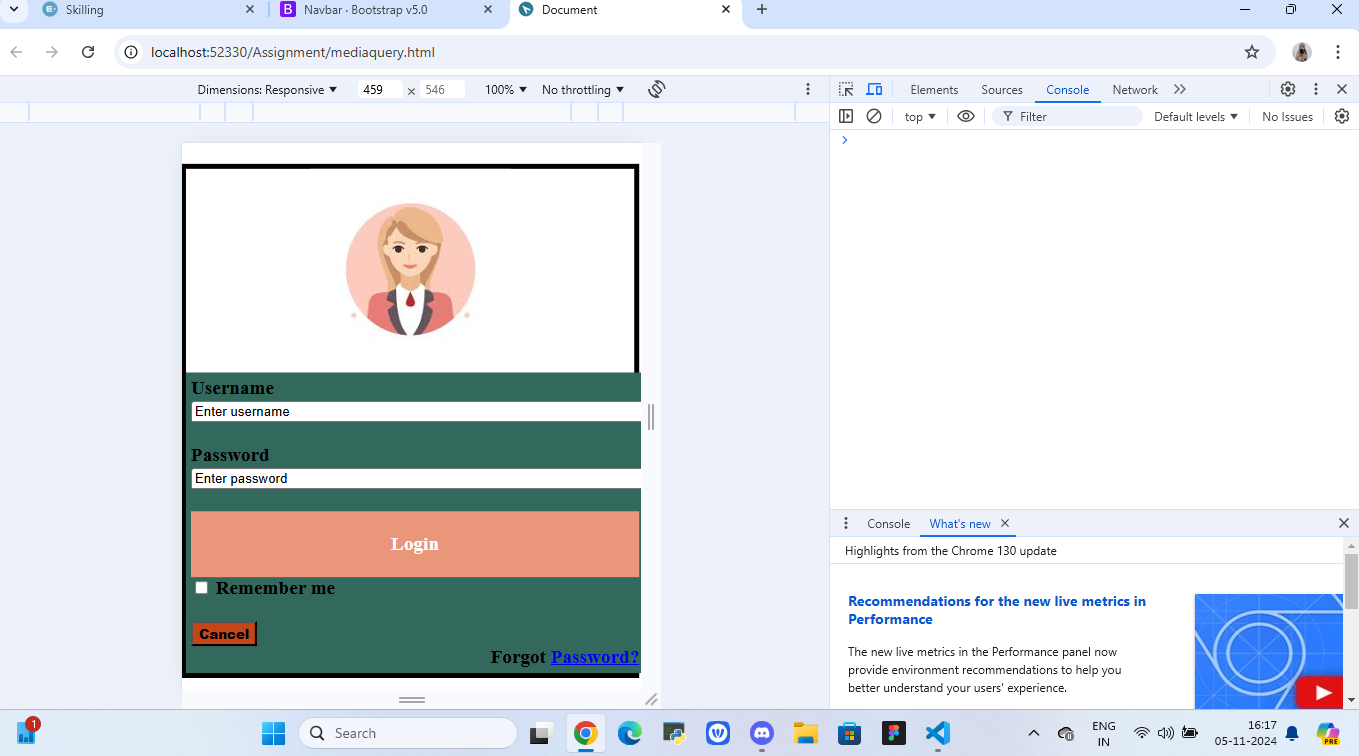 Skilling
B Navbar · Bootstrap v5.0
Document
localhost:52330/Assignment/mediaquery.html
Dimensions: Responsive 459 × 546 100% No throttling
Elements Sources Console Network
top Filter Default levels No Issues
Username
Enter username
Password
Enter password
Login
Remember me
Cancel
Forgot Password?
Console What's new
Highlights from the Chrome 130 update
Recommendations for the new live metrics in
Performance
The new live metrics in the Performance panel now
provide environment recommendations to help you
better understand your users' experience.
1
Search
ENG
IN
16:17
05-11-2024
PRE